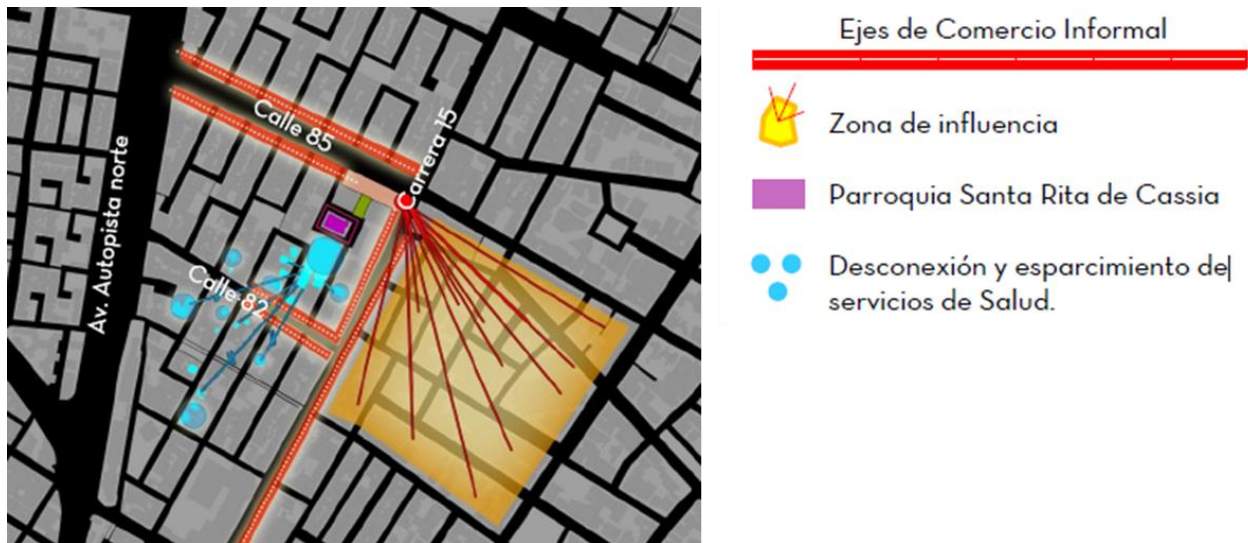 Calle 85
Carrera 15
Av. Autopista norte
Calle 82
Ejes de Comercio Informal
Zona de influencia
Parroquia Santa Rita de Cassia
Desconexión y esparcimiento de
servicios de Salud.